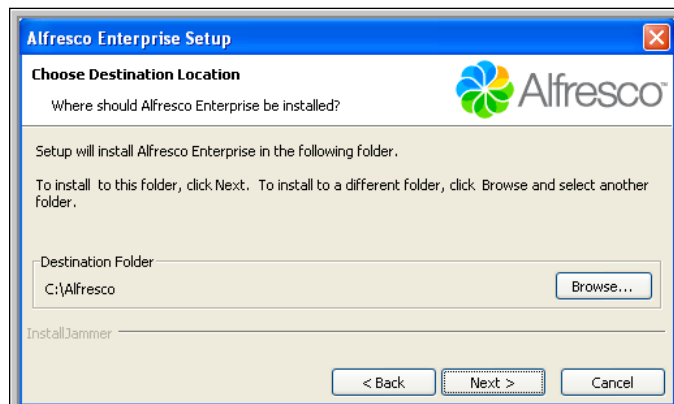 Alfresco Enterprise Setup
Choose Destination Location
Where should Alfresco Enterprise be installed?
Alfresco™
Setup will install Alfresco Enterprise in the following folder.
To install to this folder, click Next. To install to a different folder, click Browse and select another
folder.
Destination Folder
C:\Alfresco
Browse...
InstallJammer
< Back
Next >
Cancel